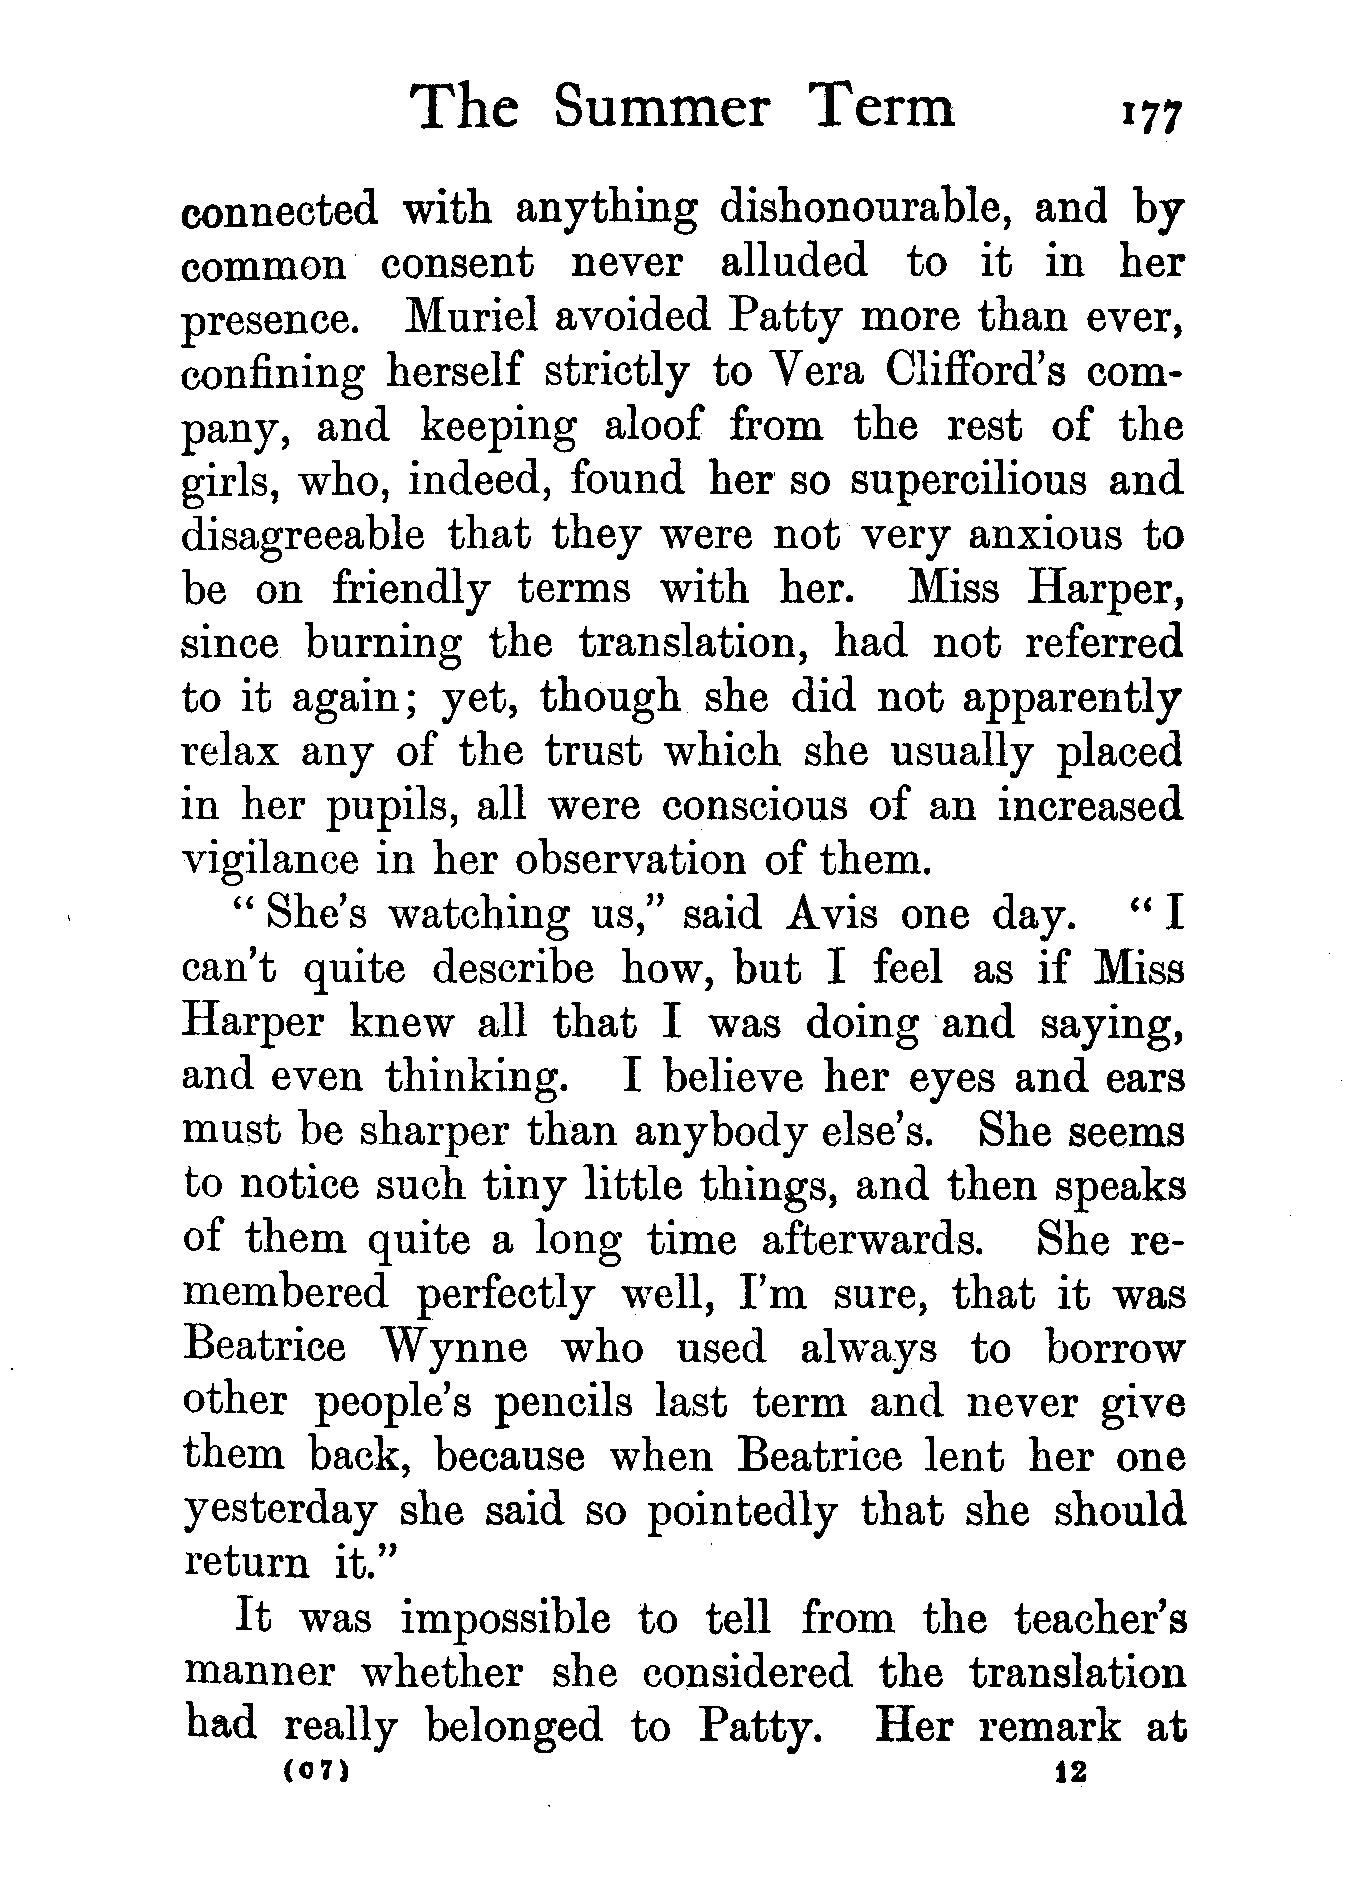 The Summer Term 177
connected with anything dishonourable, and by
common consent never alluded to it in her
presence. Muriel avoided Patty more than ever,
confining herself strictly to Vera Clifford's com-
pany, and keeping aloof from the rest of the
girls, who, indeed, found her so supercilious and
disagreeable that they were not very anxious to
be on friendly terms with her. Miss Harper,
since burning the translation, had not referred
to it again; yet, though she did not apparently
relax any of the trust which she usually placed
in her pupils, all were conscious of an increased
vigilance in her observation of them.
“She's watching us,” said Avis one day. “I
can't quite describe how, but I feel as if Miss
Harper knew all that I was doing and saying,
and even thinking. I believe her eyes and ears
must be sharper than anybody else's. She seems
to notice such tiny little things, and then speaks
of them quite a long time afterwards. She re-
membered perfectly well, I'm sure, that it was
Beatrice Wynne who used always to borrow
other people's pencils last term and never give
them back, because when Beatrice lent her one
yesterday she said so pointedly that she should
return it.”
It was impossible to tell from the teacher's
manner whether she considered the translation
had really belonged to Patty. Her remark at
(C7) 12